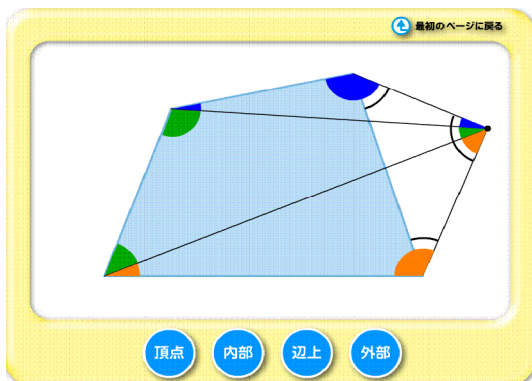 最初のページに戻る
頂点
内部
辺上
外部